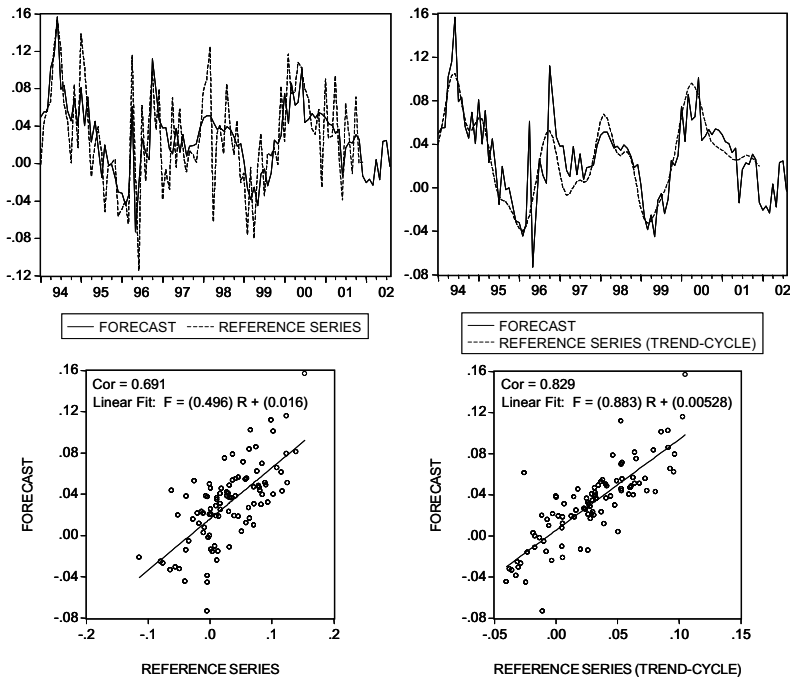 .16
.12
.08
.04
.00
-.04
-.08
-.12
94 95 96 97 98 99 00 01 02
FORECAST REFERENCE SERIES
.16
.12
.08
.04
.00
-.04
-.08
94 95 96 97 98 99 00 01 02
FORECAST
REFERENCE SERIES (TREND-CYCLE)
.16
.12
.08
.04
.00
-.04
-.08
FORECAST
Cor = 0.691
Linear Fit: F = (0.496) R + (0.016)
-.2 -.1 .0 .1 .2
REFERENCE SERIES
.16
.12
.08
.04
.00
-.04
-.08
FORECAST
Cor = 0.829
Linear Fit: F = (0.883) R + (0.00528)
-.05 .00 .05 .10 .15
REFERENCE SERIES (TREND-CYCLE)